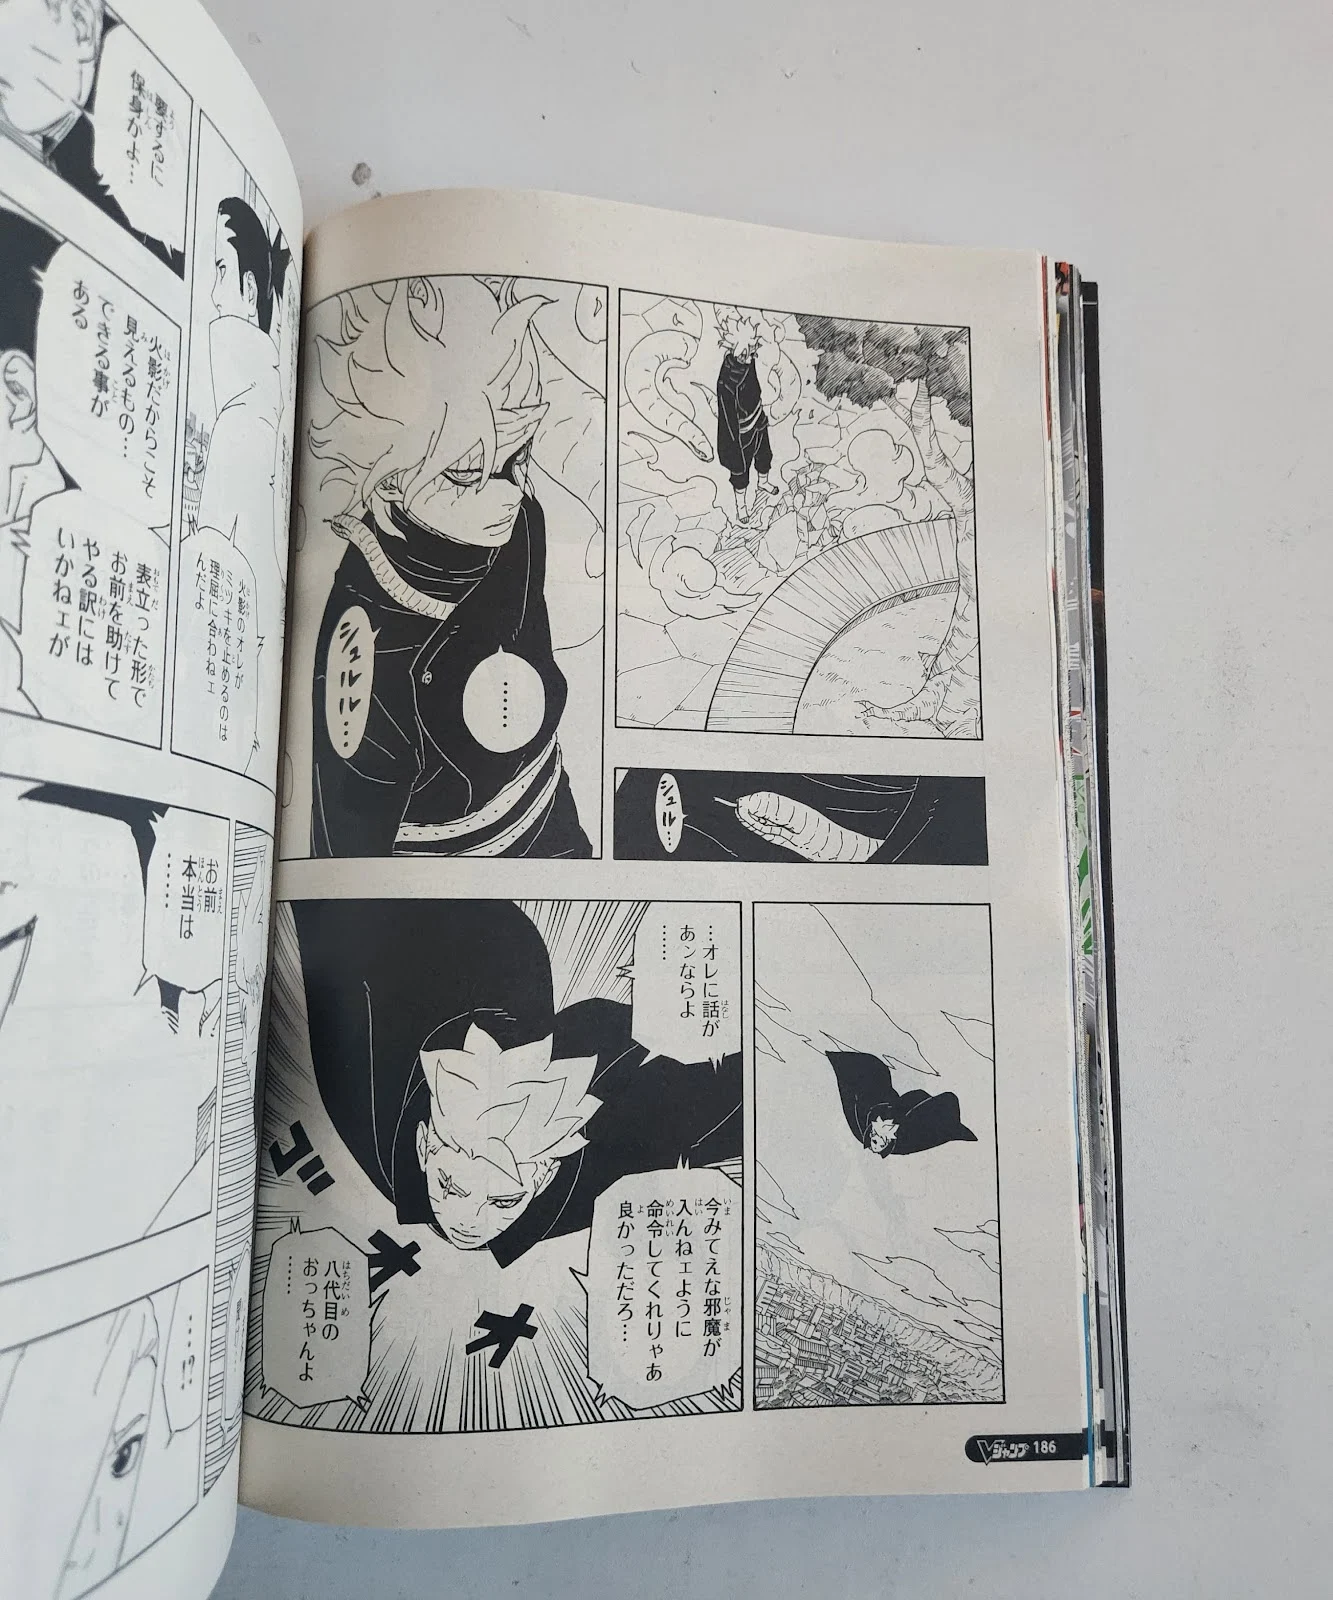 シュル…
シュルルル…
………
…オレに話が
あンならよ
……
今みてえな邪魔が
入んねェように
命令してくれりゃあ
良かっただろ…
八代目の
おっちゃんよ
……
ゴオオオ
Vジャンプ 186
火影のオレが
ミツキを止めるのは
理屈に合わねェ
んだよ
要するに
保身かよ…
火影だからこそ
見えるもの…
できる事が
ある
表立った形で
お前を助けて
やる訳には
いかねェが
お前
本当は
……
…!?